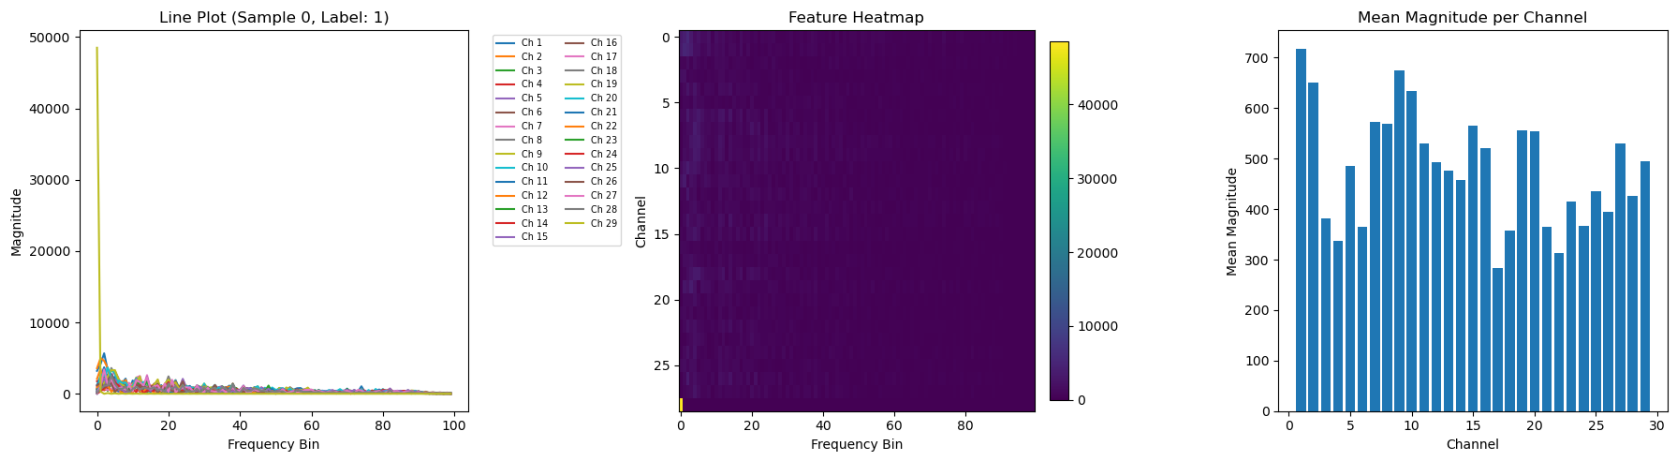 Line Plot (Sample 0, Label: 1)
50000
40000
30000
20000
10000
0
Magnitude
0 20 40 60 80 100
Frequency Bin
Ch 1 Ch 16
Ch 2 Ch 17
Ch 3 Ch 18
Ch 4 Ch 19
Ch 5 Ch 20
Ch 6 Ch 21
Ch 7 Ch 22
Ch 8 Ch 23
Ch 9 Ch 24
Ch 10 Ch 25
Ch 11 Ch 26
Ch 12 Ch 27
Ch 13 Ch 28
Ch 14 Ch 29
Ch 15
Feature Heatmap
0
5
10
15
20
25
Channel
0 20 40 60 80
Frequency Bin
40000
30000
20000
10000
0
Mean Magnitude per Channel
700
600
500
400
300
200
100
0
Mean Magnitude
0 5 10 15 20 25 30
Channel